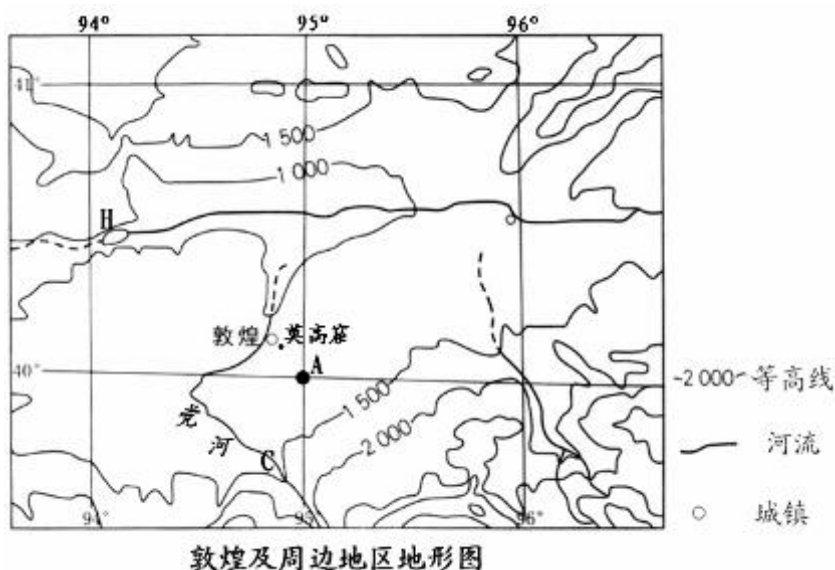 94° 95° 96°
41°
1 500
1 000
H
敦煌 莫高窟
40° A
党河
1 500
2 000
C
94° 95° 96°
2 000 等高线
河流
城镇
敦煌及周边地区地形图